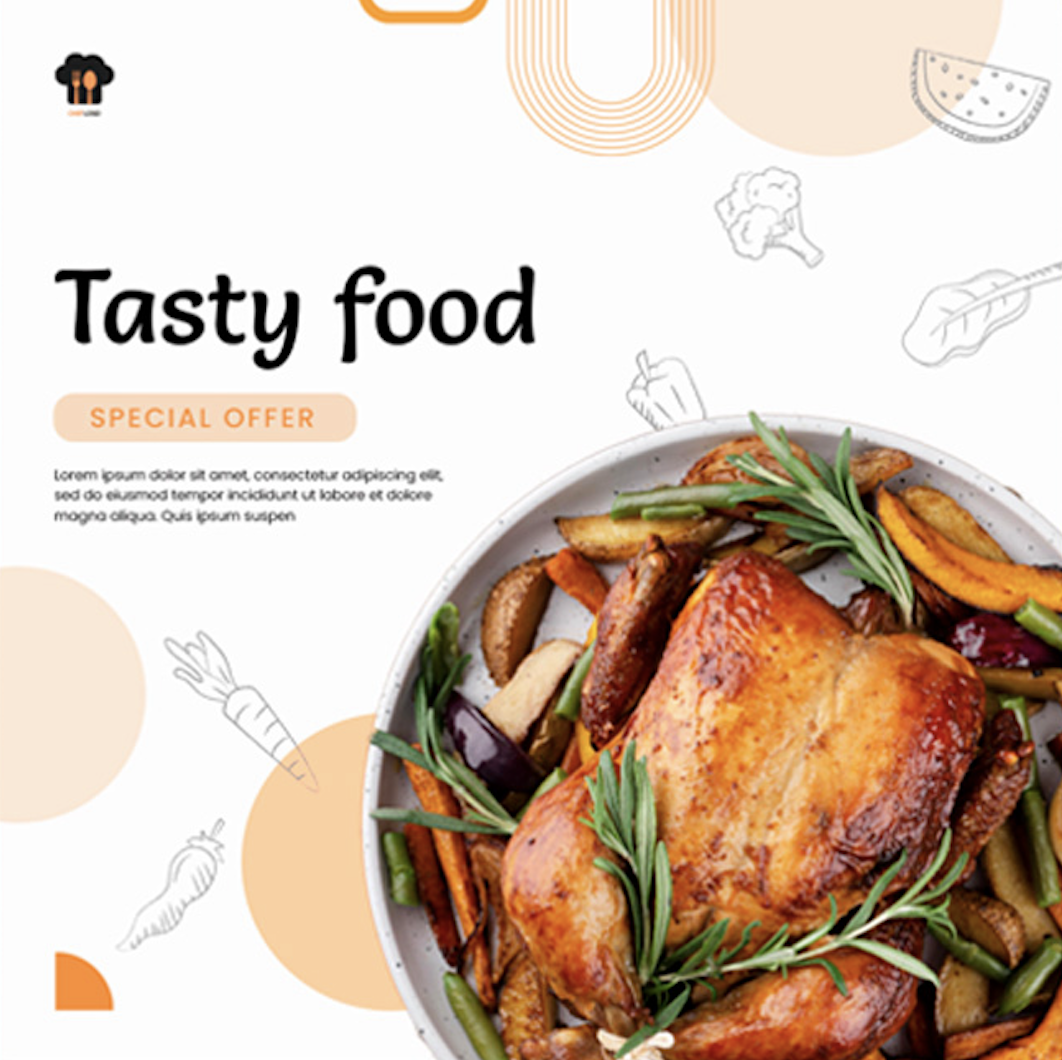 Tasty food
SPECIAL OFFER
Lorem ipsum dolor sit amet, consectetur adipiscing elit,
sed do eiusmod tempor incididunt ut labore et dolore
magna aliqua. Quis ipsum suspen